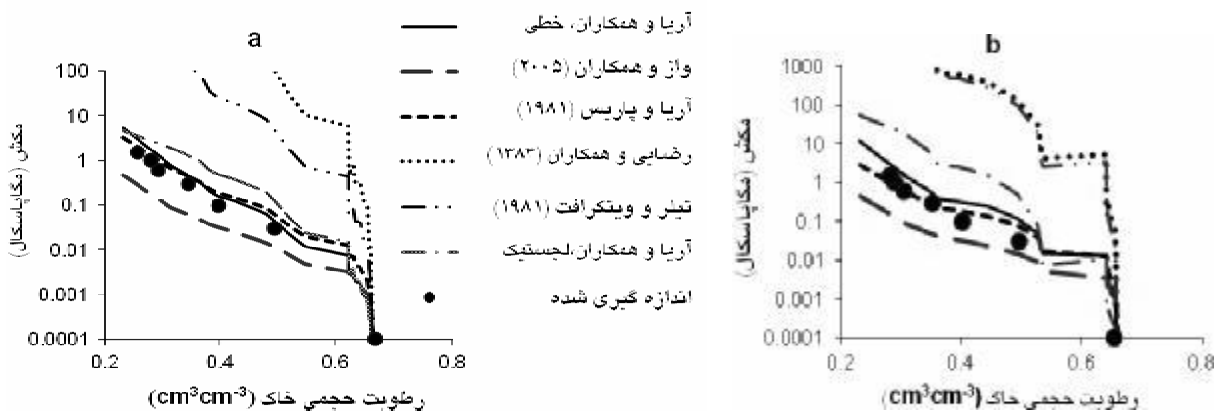 a
100
10
1
0.1
0.01
0.001
0.0001
0.2
0.4
0.6
0.8
مکش (مگاپاسکال)
رطوبت حجمی خاک (cm³cm⁻³)
آریا و همکاران، خطی
واز و همکاران (۲۰۰۵)
آریا و پاریس (۱۹۸۱)
رضایی و همکاران (۱۳۸۳)
تیلر و ویتکرافت (۱۹۸۱)
آریا و همکاران،لجستیک
اندازه گیری شده
b
1000
100
10
1
0.1
0.01
0.001
0.0001
0.2
0.4
0.6
0.8
مکش (مگاپاسکال)
رطوبت حجمی خاک (cm³cm⁻³)